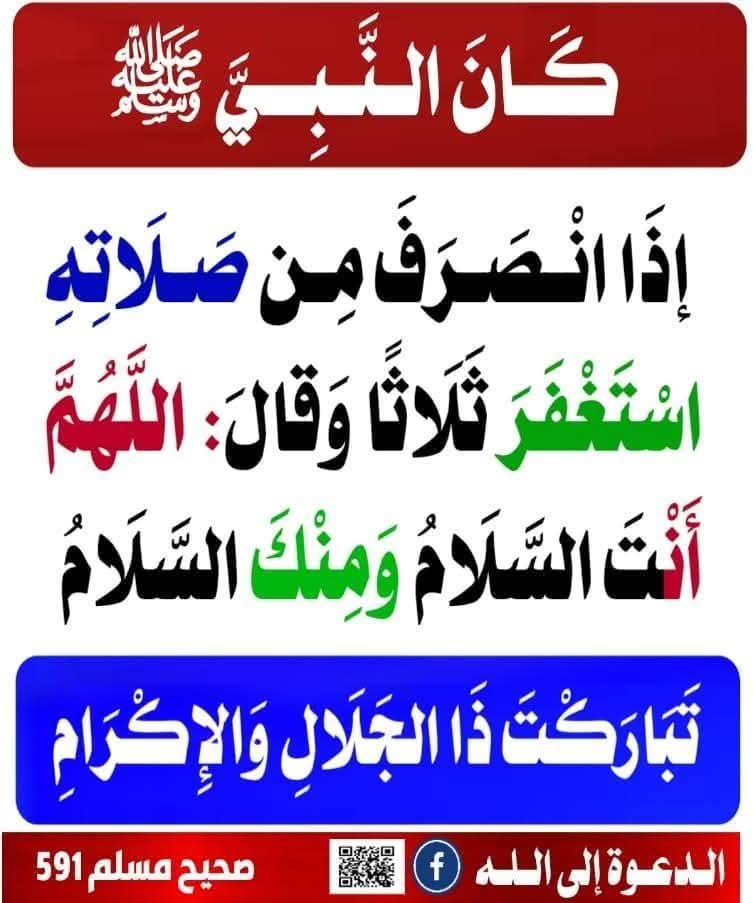 كَانَ النَّبِيَّ ﷺ
إِذَا انْصَرَفَ مِن صَلَاتِهِ
اسْتَغْفَرَ ثَلَاثًا وَقَالَ: اللَّهُمَّ
أَنْتَ السَّلَامُ وَمِنْكَ السَّلَامُ
تَبَارَكْتَ ذَا الجَلَالِ وَالإِكْرَامِ
الدعوة إلى الله f صحيح مسلم 591